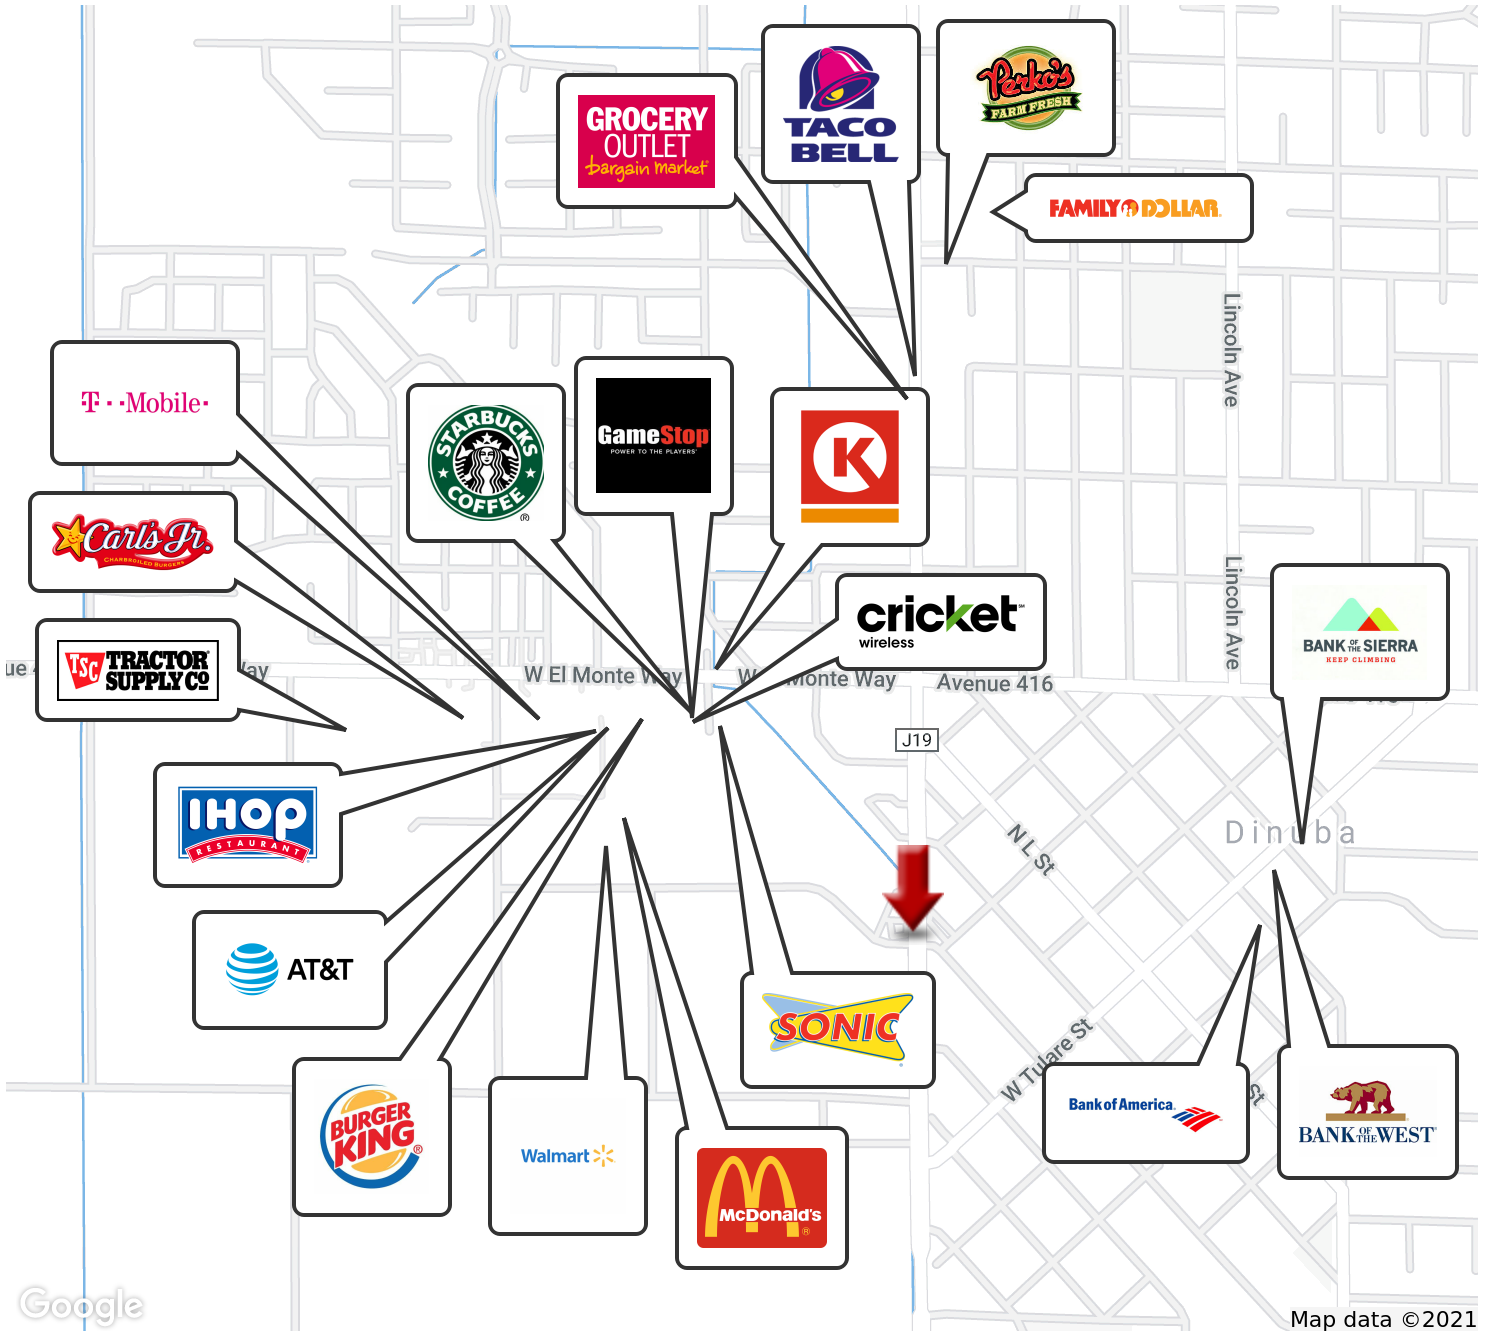 TACO
BELL
Perko's
FARM FRESH
GROCERY
OUTLET
bargain market
FAMILY DOLLAR
Lincoln Ave
T··Mobile·
STARBUCKS
COFFEE
®
GameStop
POWER TO THE PLAYERS
K
Carl's Jr.
CHARBROILED BURGERS
Lincoln Ave
cricket
wireless
BANK OF THE SIERRA
KEEP CLIMBING
TSC TRACTOR
SUPPLY CO
ue 4
ay
W El Monte Way
W
Monte Way
Avenue 416
J19
IHOP
RESTAURANT
N L St
Dinuba
AT&T
SONIC
W Tulare St
St
BURGER
KING
®
Walmart
Bank of America
BANK OF THE WEST
McDonald's
®
Google
Map data ©2021